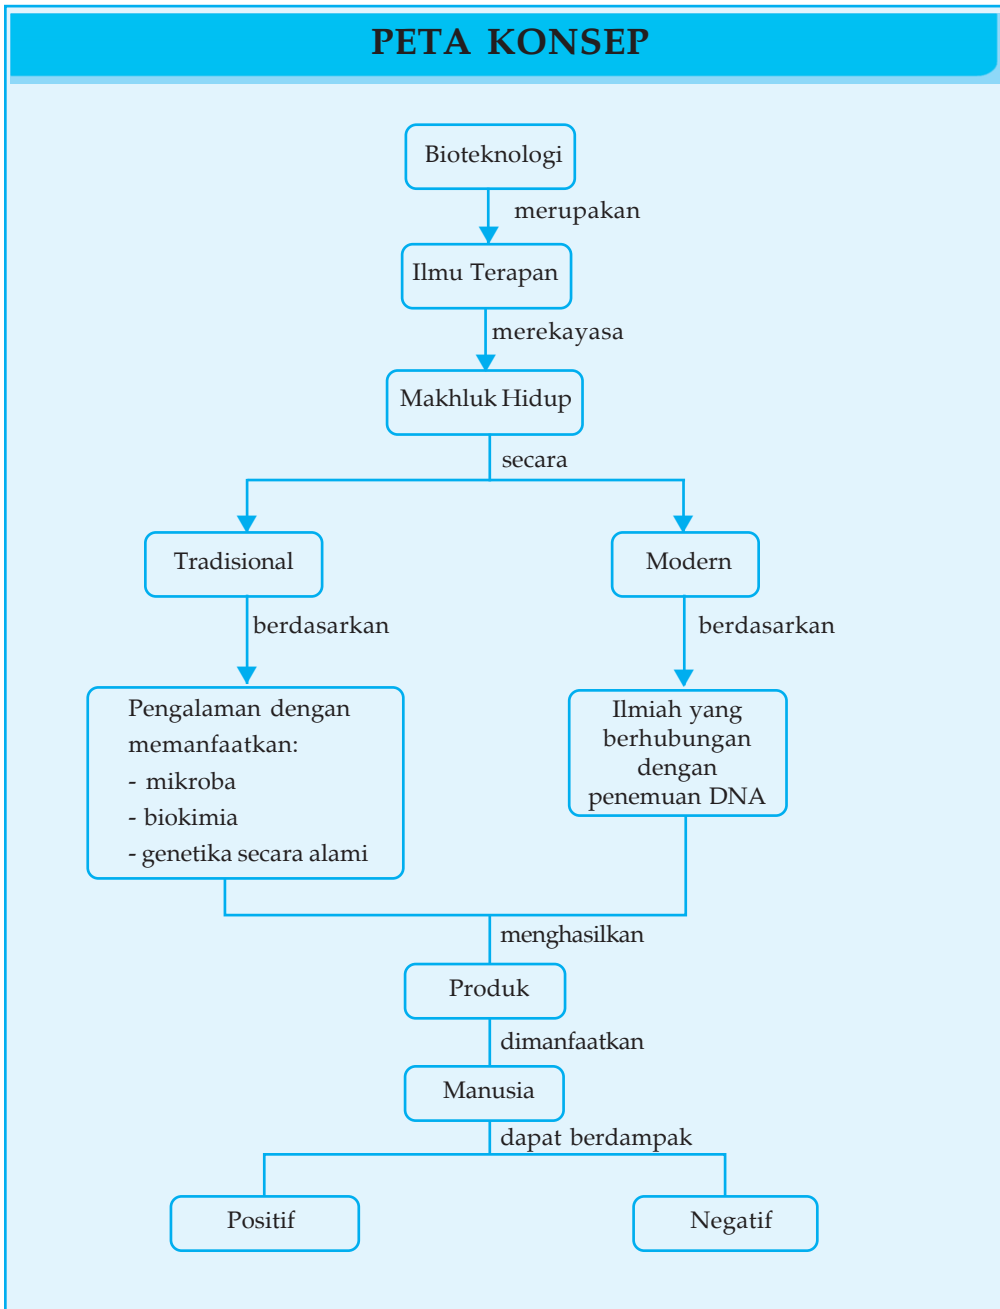 PETA KONSEP
Bioteknologi
merupakan
Ilmu Terapan
merekayasa
Makhluk Hidup
secara
Tradisional
Modern
berdasarkan
berdasarkan
Pengalaman dengan
memanfaatkan:
- mikroba
- biokimia
- genetika secara alami
Ilmiah yang
berhubungan
dengan
penemuan DNA
menghasilkan
Produk
dimanfaatkan
Manusia
dapat berdampak
Positif
Negatif